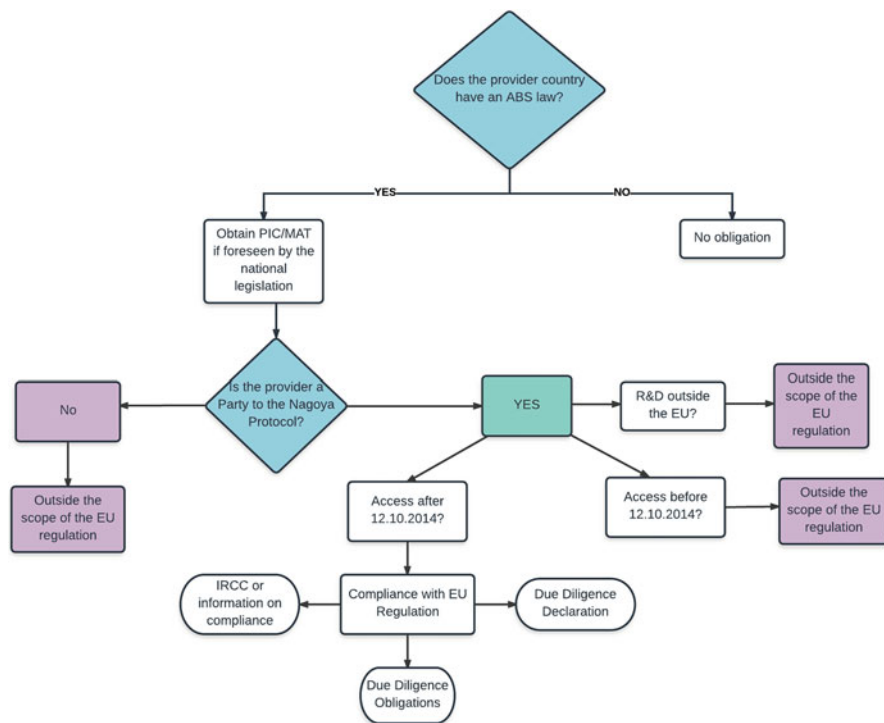 Does the provider country
have an ABS law?
YES
NO
Obtain PIC/MAT
if foreseen by the
national
legislation
No obligation
Is the provider a
Party to the Nagoya
Protocol?
No
YES
R&D outside
the EU?
Outside the
scope of the
EU
regulation
Outside the
scope of the EU
regulation
Access after
12.10.2014?
Access before
12.10.2014?
Outside the
scope of the EU
regulation
IRCC or
information on
compliance
Compliance with EU
Regulation
Due Diligence
Declaration
Due Diligence
Obligations